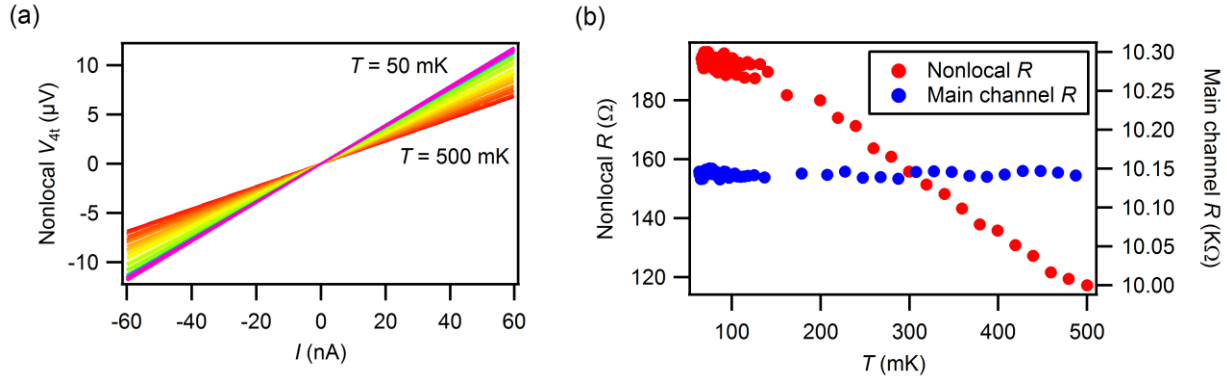 (a)
Nonlocal V4t (μV)
10
5
0
-5
-10
T = 50 mK
T = 500 mK
-60 -40 -20 0 20 40 60
I (nA)
(b)
Nonlocal R (Ω)
180
160
140
120
Nonlocal R
Main channel R
10.30
10.25
10.20
10.15
10.10
10.05
10.00
Main channel R (KΩ)
100 200 300 400 500
T (mK)